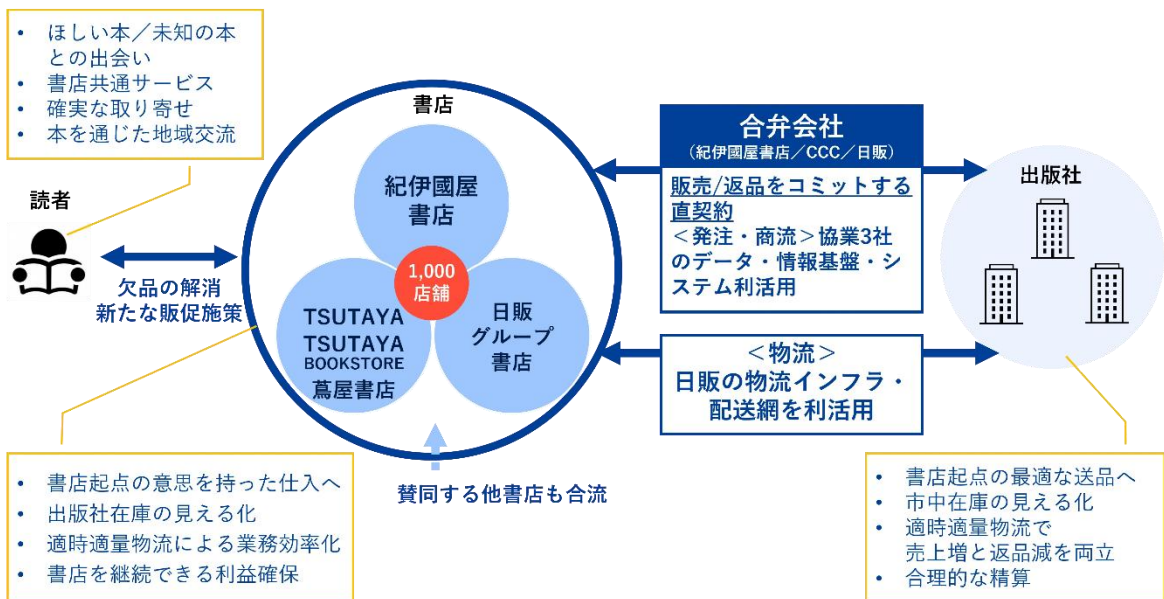 • ほしい本／未知の本
との出会い
• 書店共通サービス
• 確実な取り寄せ
• 本を通じた地域交流
読者
欠品の解消
新たな販促施策
書店
紀伊國屋
書店
1,000
店舗
TSUTAYA
TSUTAYA
BOOKSTORE
蔦屋書店
日販
グループ
書店
賛同する他書店も合流
合弁会社
（紀伊國屋書店／CCC／日販）
販売/返品をコミットする
直契約
＜発注・商流＞協業3社
のデータ・情報基盤・シ
ステム利活用
＜物流＞
日販の物流インフラ・
配送網を利活用
出版社
• 書店起点の意思を持った仕入へ
• 出版社在庫の見える化
• 適時適量物流による業務効率化
• 書店を継続できる利益確保
• 書店起点の最適な送品へ
• 市中在庫の見える化
• 適時適量物流で
売上増と返品減を両立
• 合理的な精算